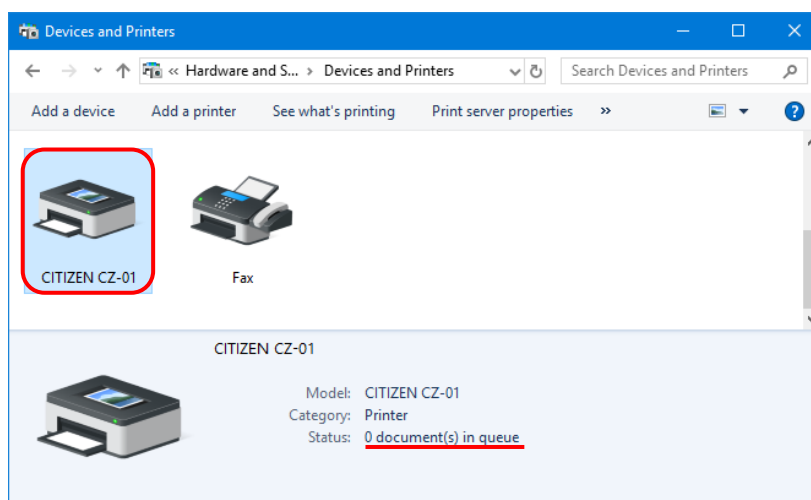 Devices and Printers
« Hardware and S... › Devices and Printers
Search Devices and Printers
Add a device
Add a printer
See what's printing
Print server properties
»
?
CITIZEN CZ-01
Fax
CITIZEN CZ-01
Model: CITIZEN CZ-01
Category: Printer
Status: 0 document(s) in queue